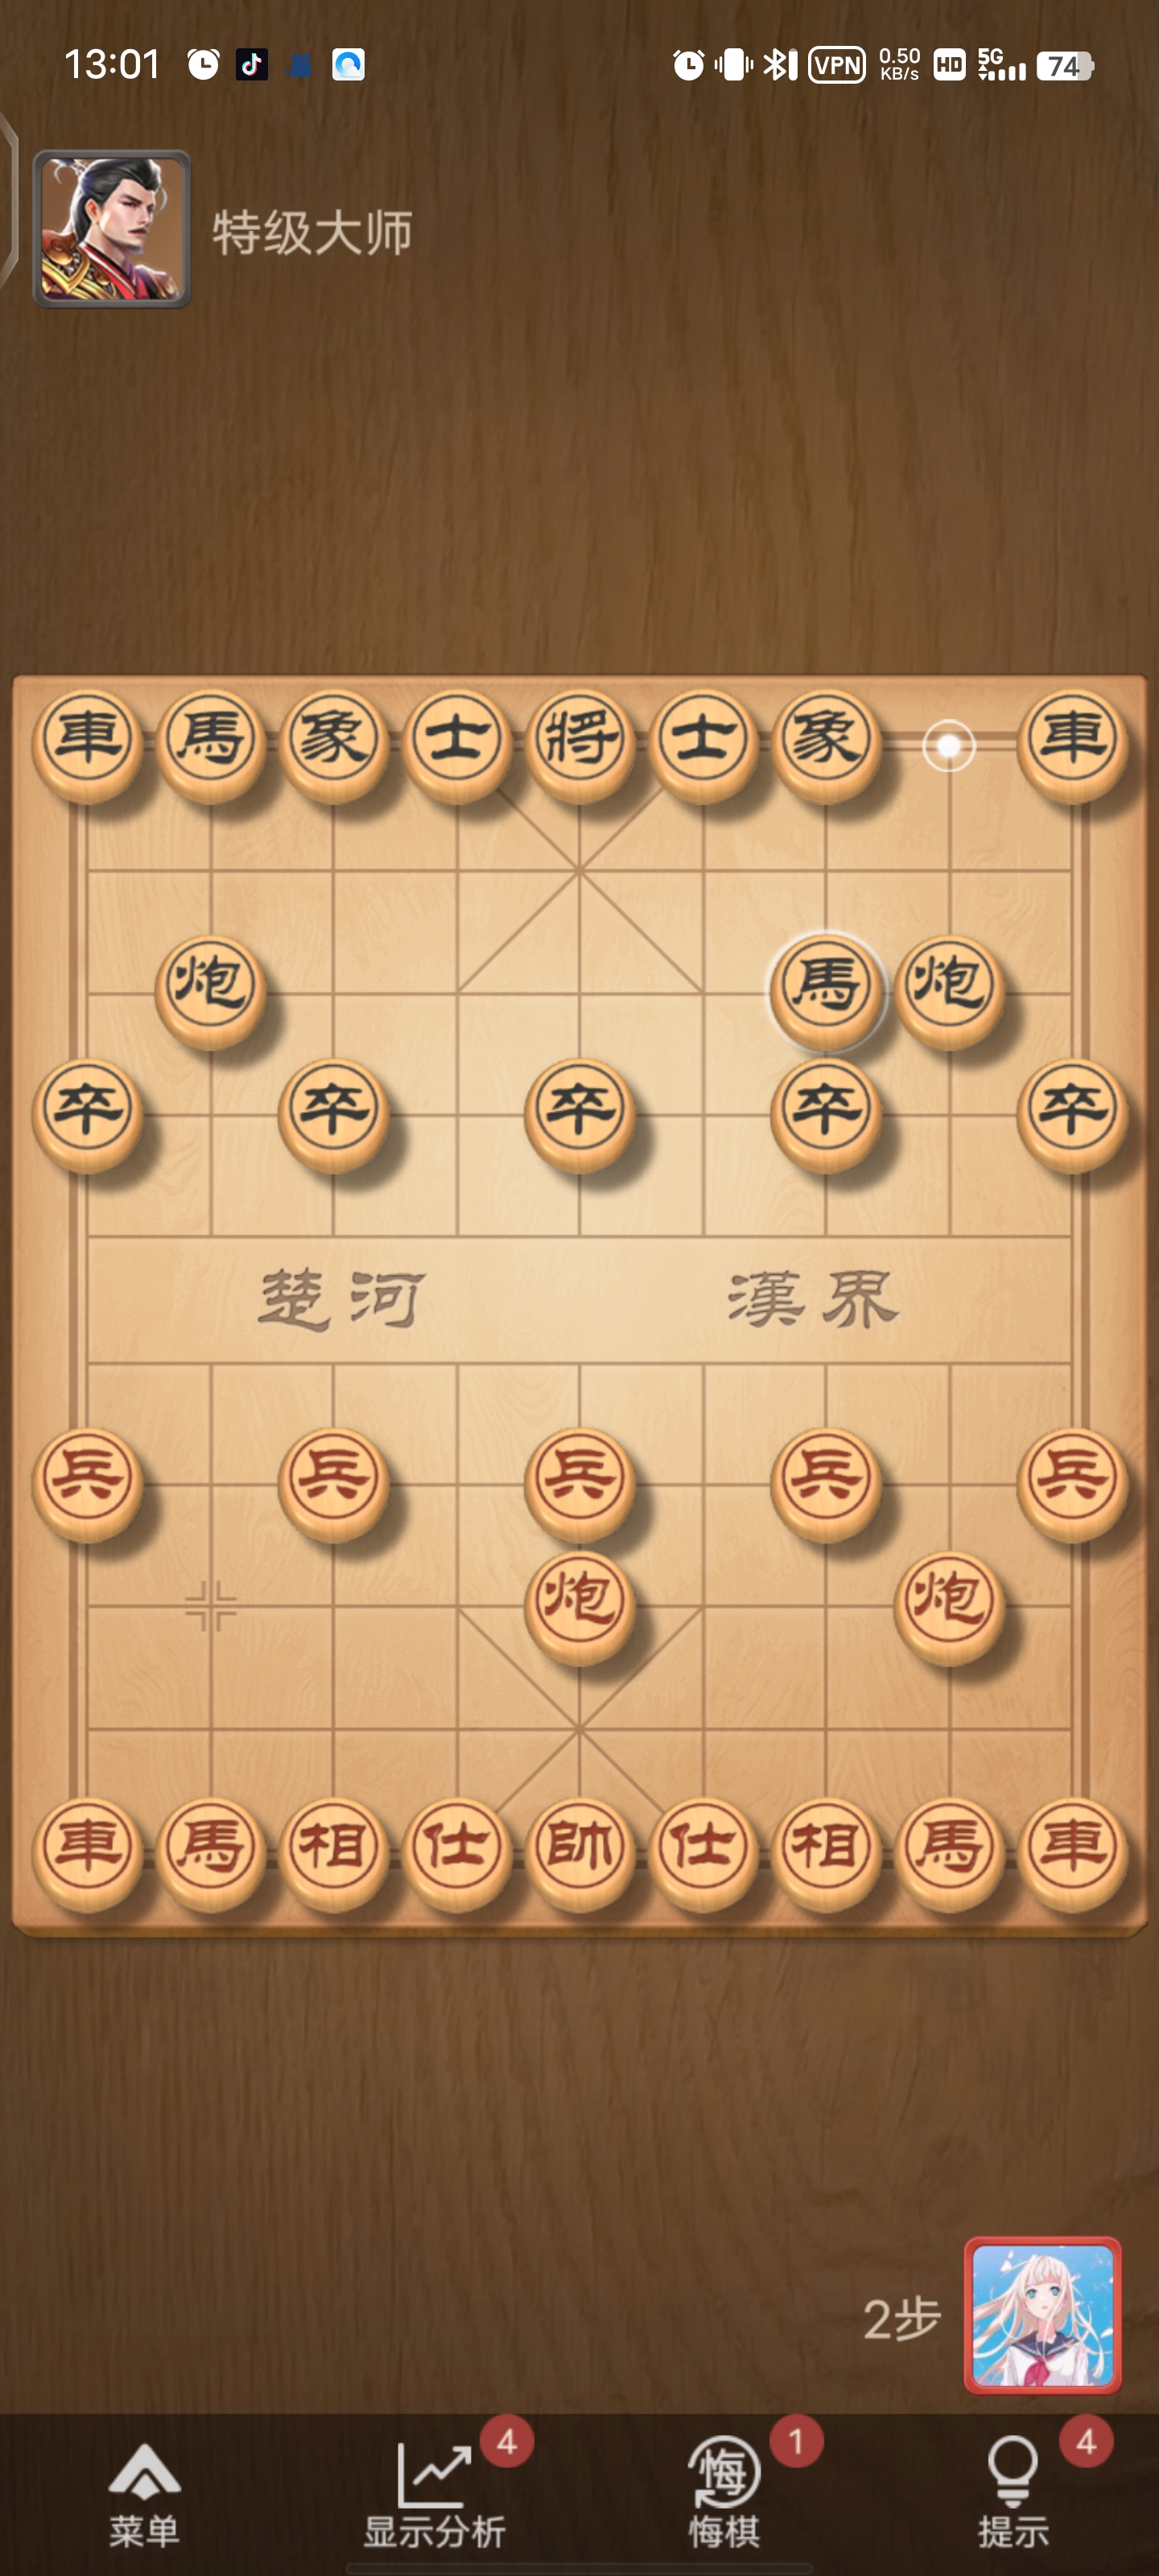 13:01 VPN 0.50 KB/s HD 5G 74
特级大师
車馬象士將士象車
炮馬炮
卒卒卒卒卒
楚河 漢界
兵兵兵兵兵
炮炮
車馬相仕帥仕相馬車
2步
4 1 4
菜单 显示分析 悔 悔棋 提示